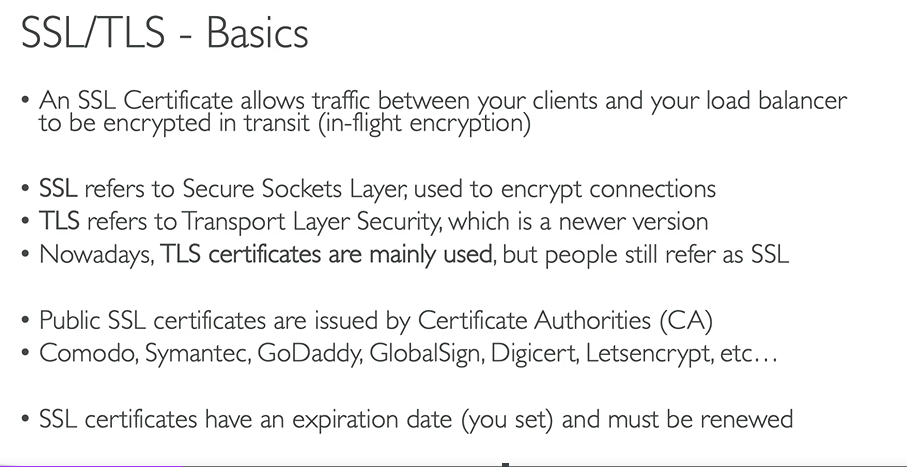 SSL/TLS - Basics
• An SSL Certificate allows traffic between your clients and your load balancer
to be encrypted in transit (in-flight encryption)
• SSL refers to Secure Sockets Layer, used to encrypt connections
• TLS refers to Transport Layer Security, which is a newer version
• Nowadays, TLS certificates are mainly used, but people still refer as SSL
• Public SSL certificates are issued by Certificate Authorities (CA)
• Comodo, Symantec, GoDaddy, GlobalSign, Digicert, Letsencrypt, etc…
• SSL certificates have an expiration date (you set) and must be renewed